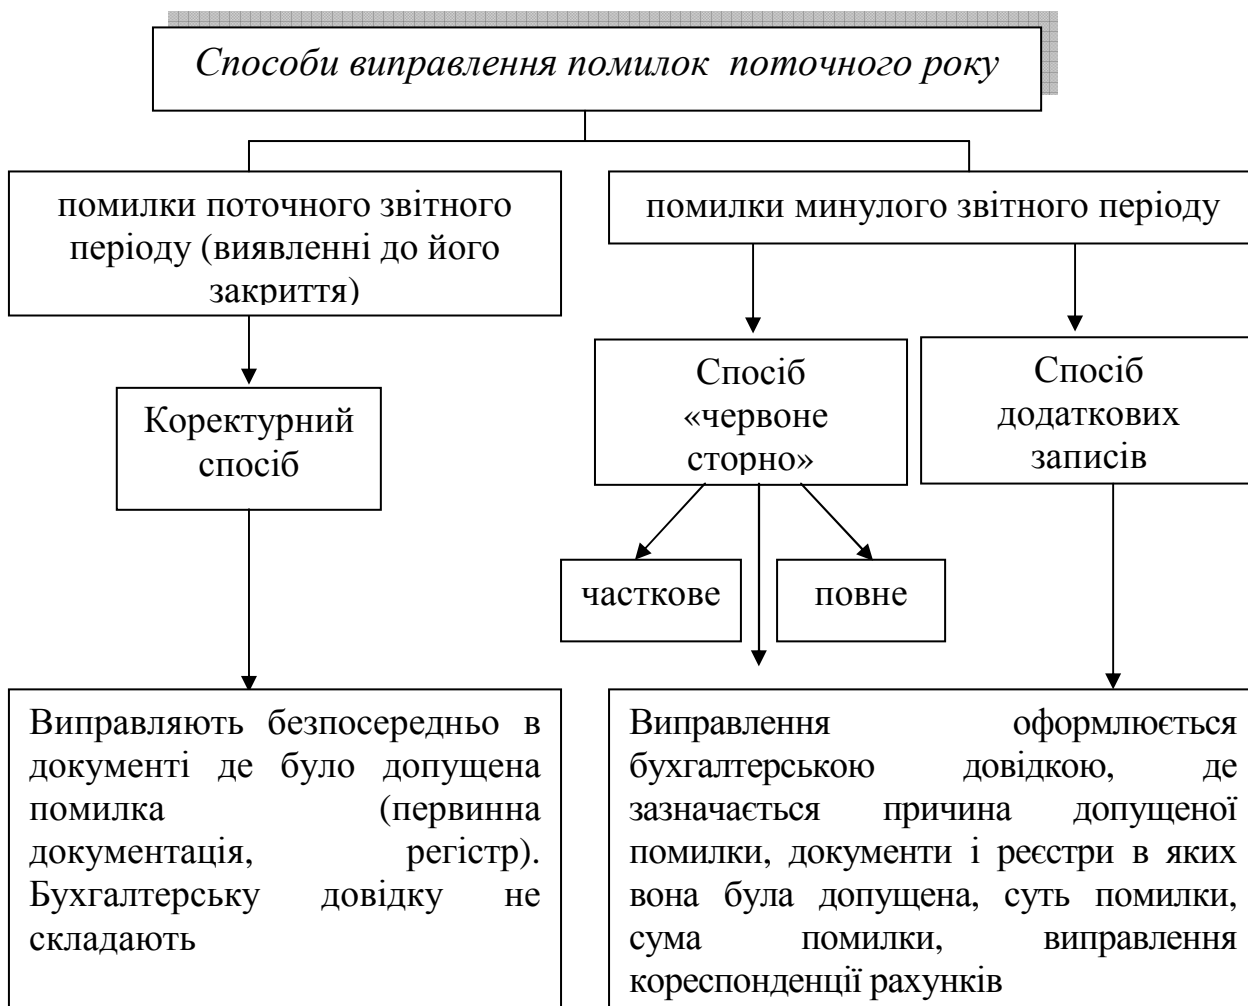 Способи виправлення помилок поточного року
помилки поточного звітного
періоду (виявленні до його
закриття)
помилки минулого звітного періоду
Коректурний
спосіб
Спосіб
«червоне
сторно»
Спосіб
додаткових
записів
часткове
повне
Виправляють безпосередньо в
документі де було допущена
помилка (первинна
документація, регістр).
Бухгалтерську довідку не
складають
Виправлення оформлюється
бухгалтерською довідкою, де
зазначається причина допущеної
помилки, документи і реєстри в яких
вона була допущена, суть помилки,
сума помилки, виправлення
кореспонденції рахунків